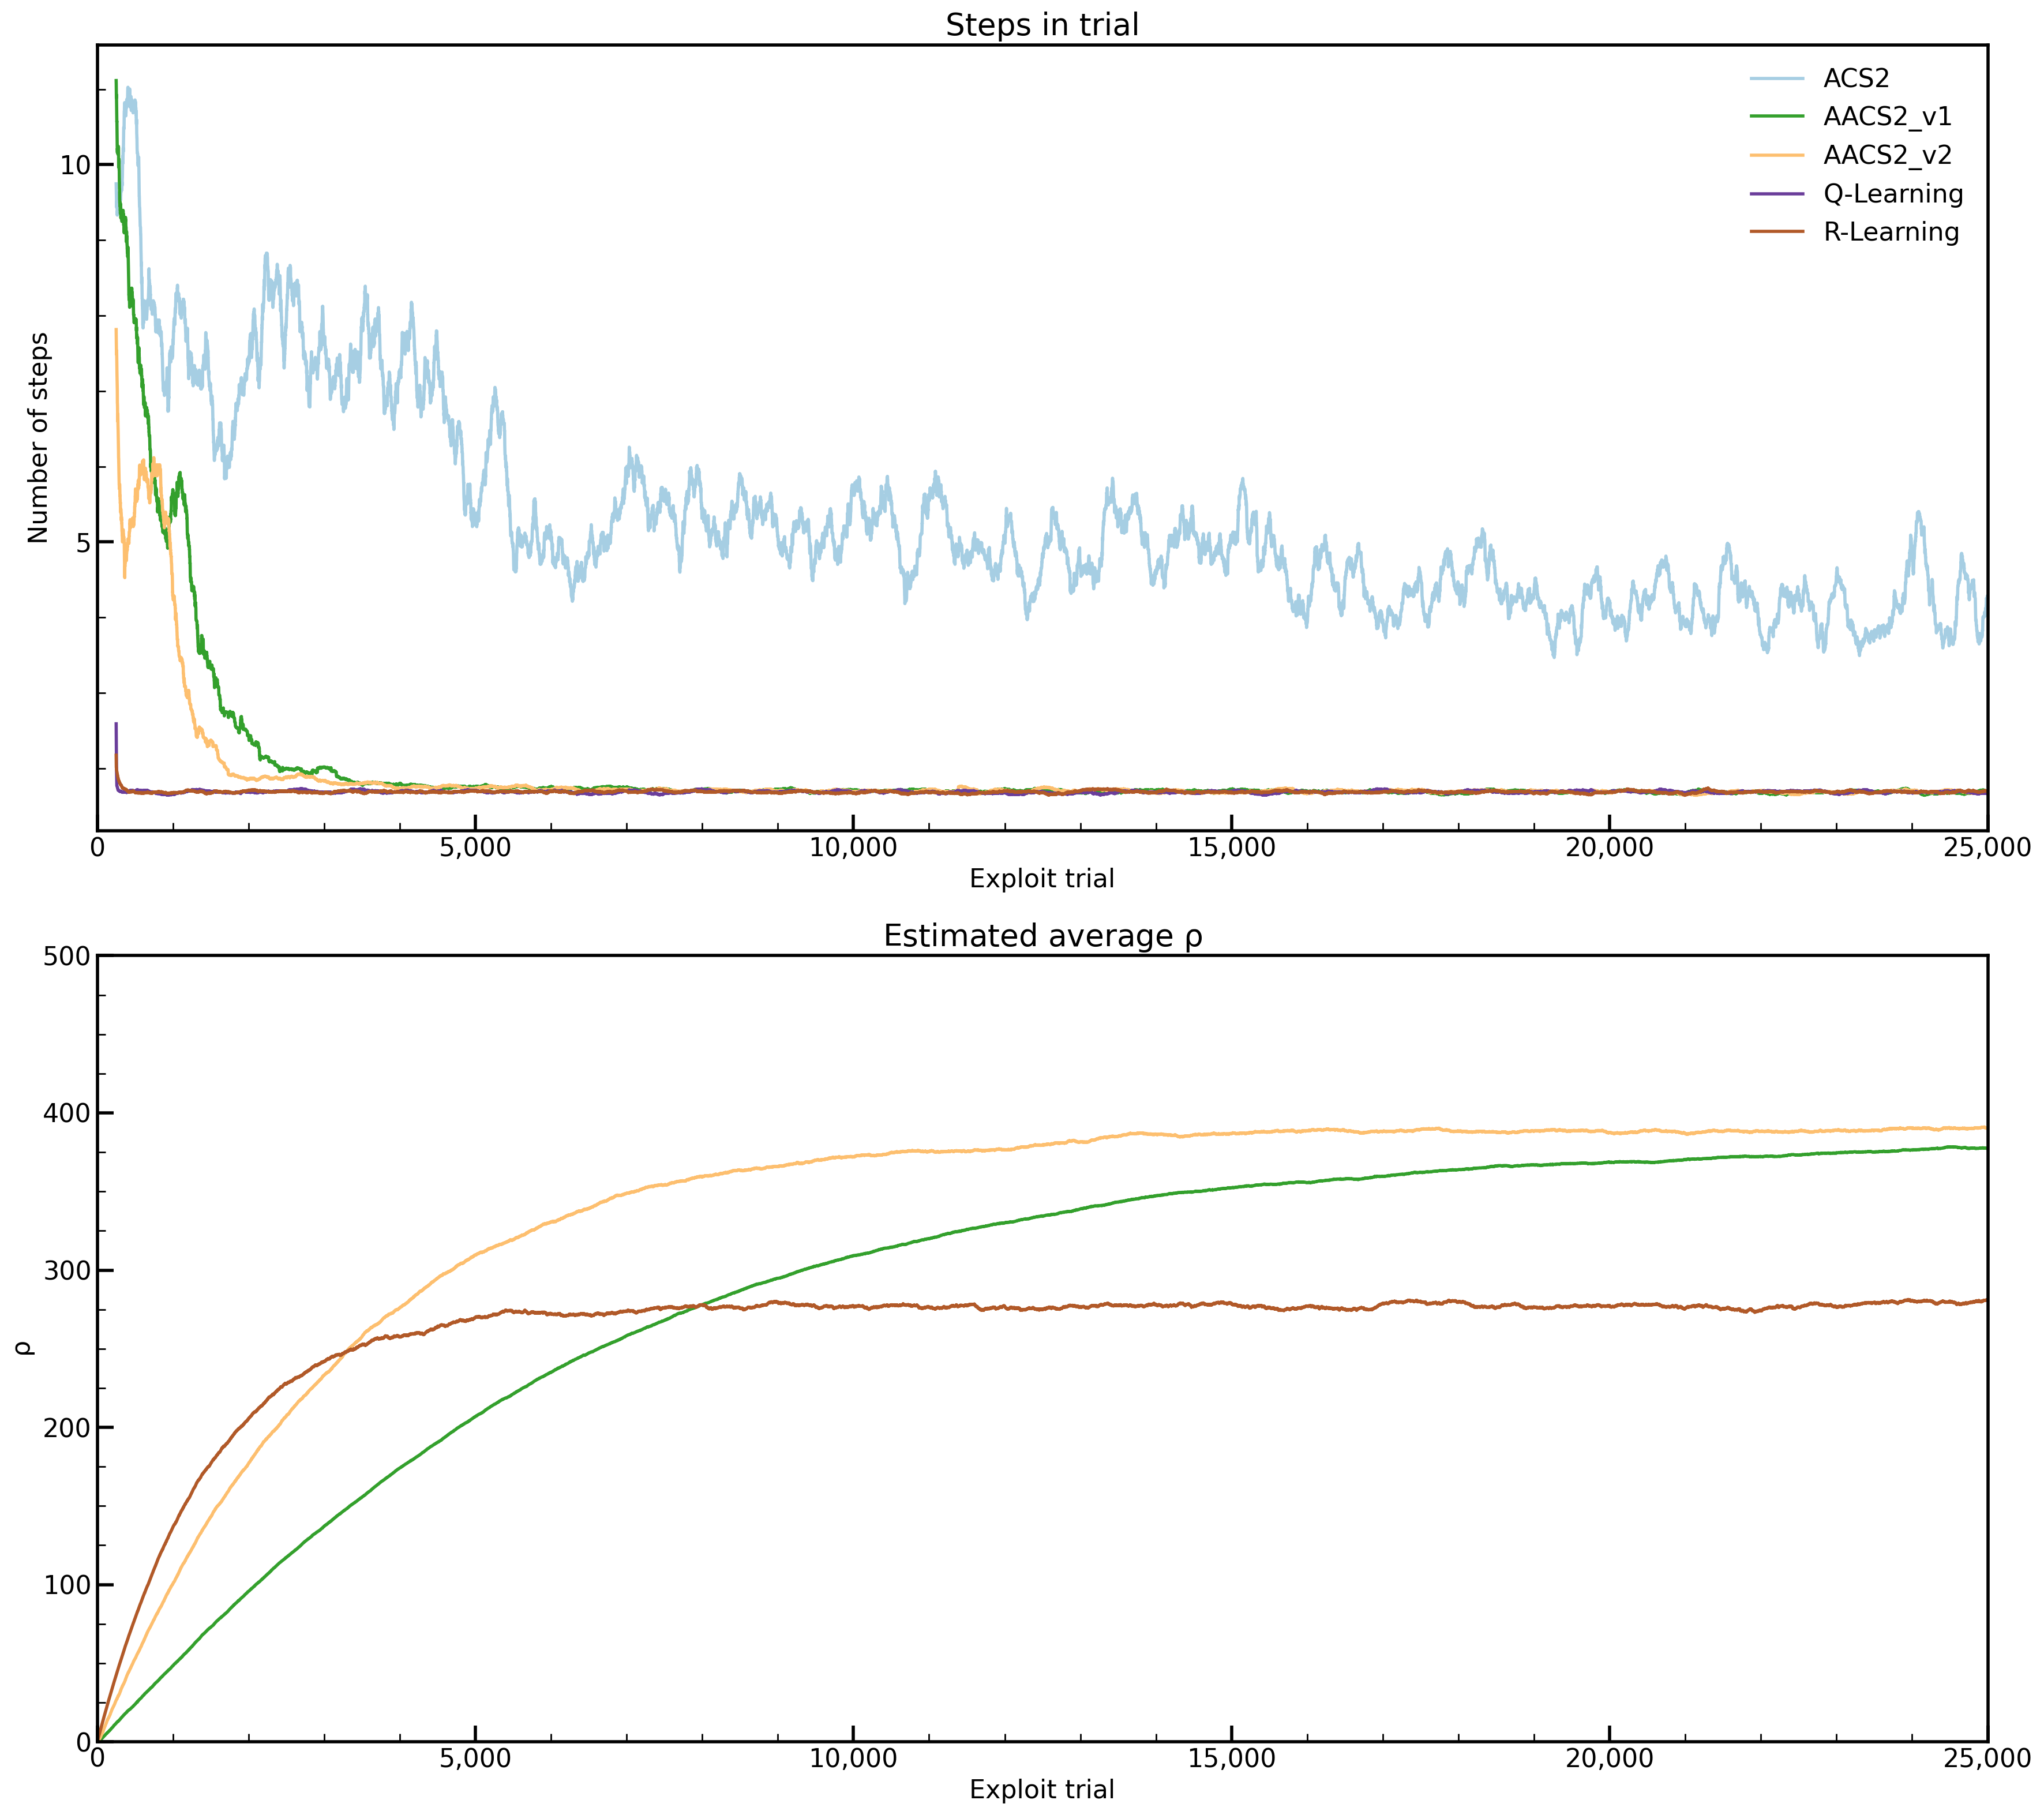 Steps in trial
ACS2
AACS2_v1
AACS2_v2
Q-Learning
R-Learning
10
5
Number of steps
0 5,000 10,000 15,000 20,000 25,000
Exploit trial
Estimated average ρ
500
400
300
200
100
0
ρ
0 5,000 10,000 15,000 20,000 25,000
Exploit trial